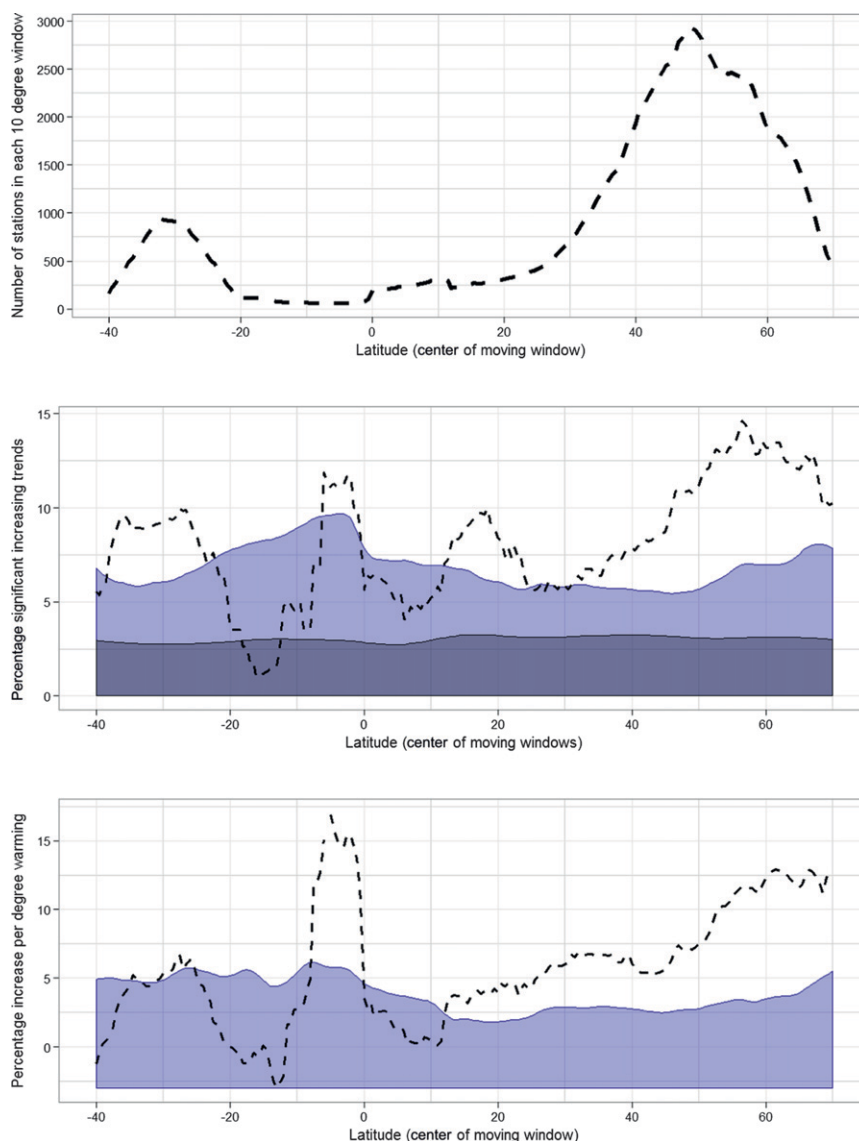 Number of stations in each 10 degree window
3000
2500
2000
1500
1000
500
0
-40 -20 0 20 40 60
Latitude (center of moving window)
Percentage significant increasing trends
15
10
5
0
-40 -20 0 20 40 60
Latitude (center of moving windows)
Percentage increase per degree warming
15
10
5
0
-40 -20 0 20 40 60
Latitude (center of moving window)